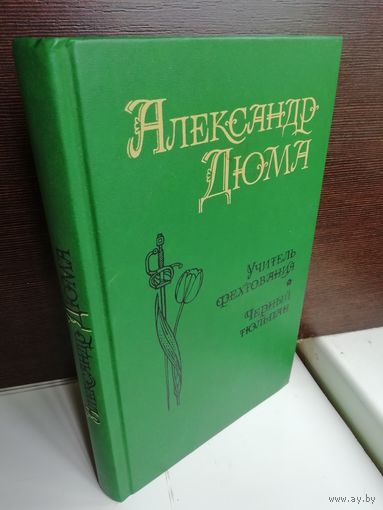 Александр
Дюма
Учитель
фехтования
Черный
тюльпан
Александр Дюма
www.ay.by